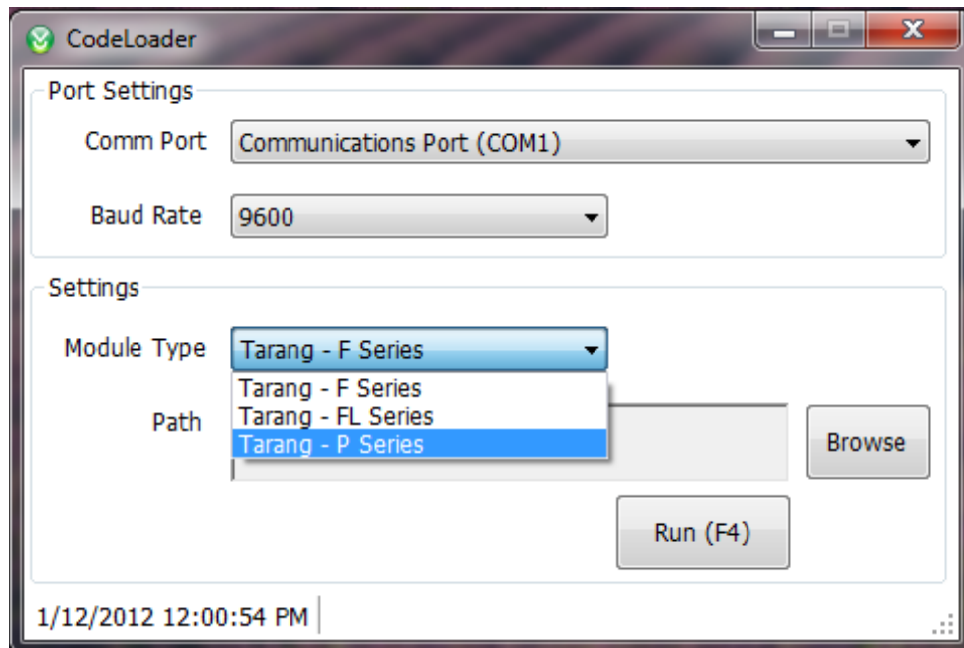 CodeLoader
Port Settings
Comm Port Communications Port (COM1)
Baud Rate 9600
Settings
Module Type Tarang - F Series
Tarang - F Series
Tarang - FL Series
Tarang - P Series
Path
Browse
Run (F4)
1/12/2012 12:00:54 PM